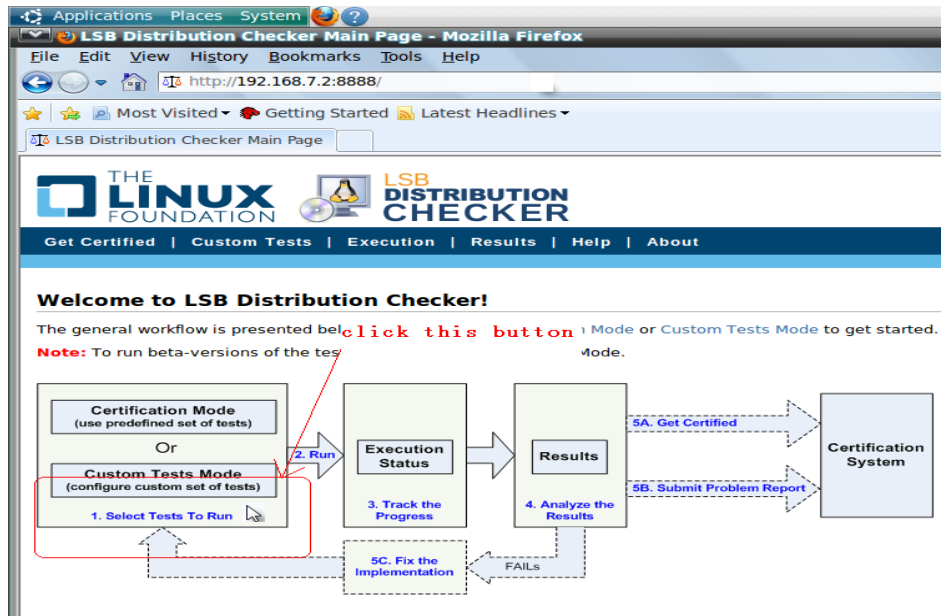 Applications Places System
LSB Distribution Checker Main Page - Mozilla Firefox
File Edit View History Bookmarks Tools Help
http://192.168.7.2:8888/
Most Visited Getting Started Latest Headlines
LSB Distribution Checker Main Page
THE
LINUX
FOUNDATION
LSB
DISTRIBUTION
CHECKER
Get Certified | Custom Tests | Execution | Results | Help | About
Welcome to LSB Distribution Checker!
The general workflow is presented bel click this button Mode or Custom Tests Mode to get started.
Note: To run beta-versions of the tes Mode.
Certification Mode
(use predefined set of tests)
Or
Custom Tests Mode
(configure custom set of tests)
1. Select Tests To Run
2. Run
Execution
Status
3. Track the
Progress
Results
4. Analyze the
Results
5A. Get Certified
5B. Submit Problem Report
Certification
System
5C. Fix the
Implementation
FAILs